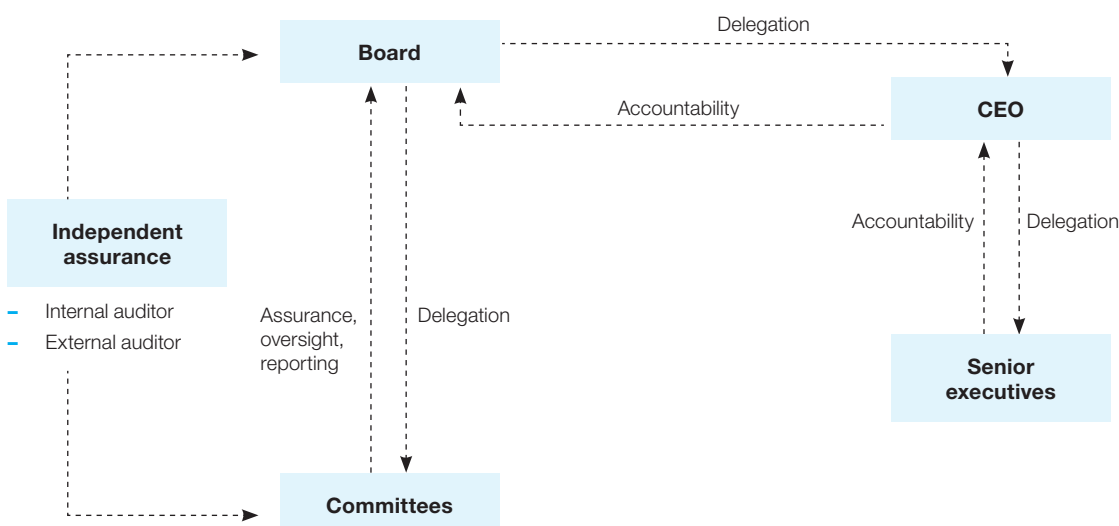 Delegation
Board
Accountability
CEO
Independent
assurance
Accountability
Delegation
Internal auditor
External auditor
Assurance,
oversight,
reporting
Delegation
Senior
executives
Committees